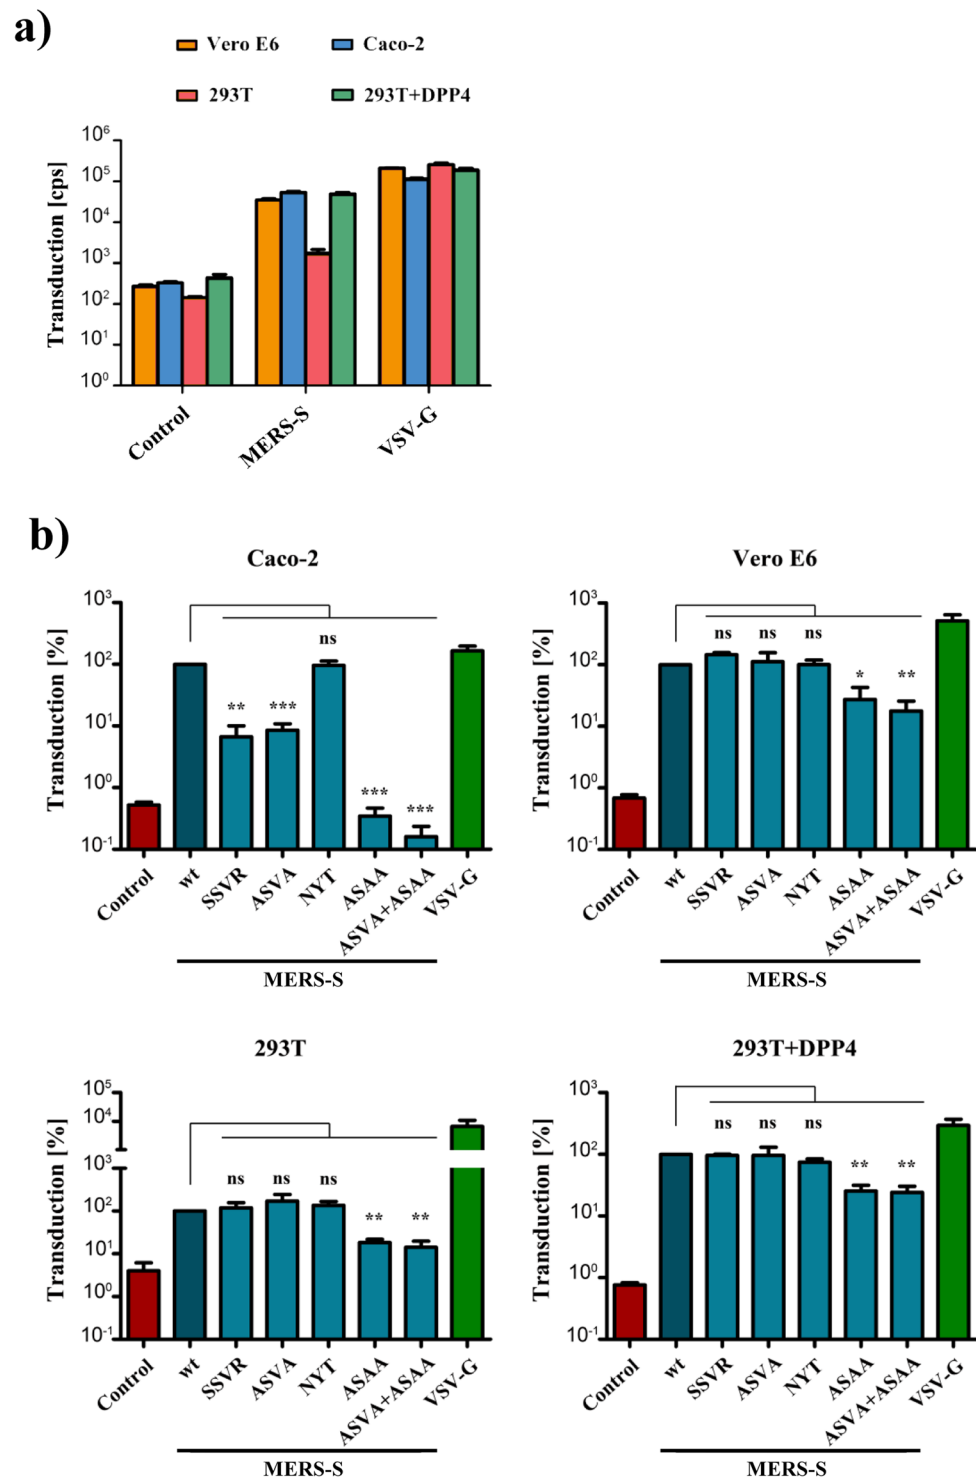 a)
Vero E6 Caco-2
293T 293T+DPP4
Transduction [cps]
10⁶
10⁵
10⁴
10³
10²
10¹
10⁰
Control MERS-S VSV-G
b)
Caco-2
Transduction [%]
10³
10²
10¹
10⁰
10⁻¹
** *** ns *** ***
Control wt SSVR ASVA NYT ASAA ASVA+ASAA VSV-G
MERS-S
Vero E6
Transduction [%]
10³
10²
10¹
10⁰
10⁻¹
ns ns ns * **
Control wt SSVR ASVA NYT ASAA ASVA+ASAA VSV-G
MERS-S
293T
Transduction [%]
10⁵
10⁴
10³
10²
10¹
10⁰
10⁻¹
ns ns ns ** **
Control wt SSVR ASVA NYT ASAA ASVA+ASAA VSV-G
MERS-S
293T+DPP4
Transduction [%]
10³
10²
10¹
10⁰
10⁻¹
ns ns ns ** **
Control wt SSVR ASVA NYT ASAA ASVA+ASAA VSV-G
MERS-S